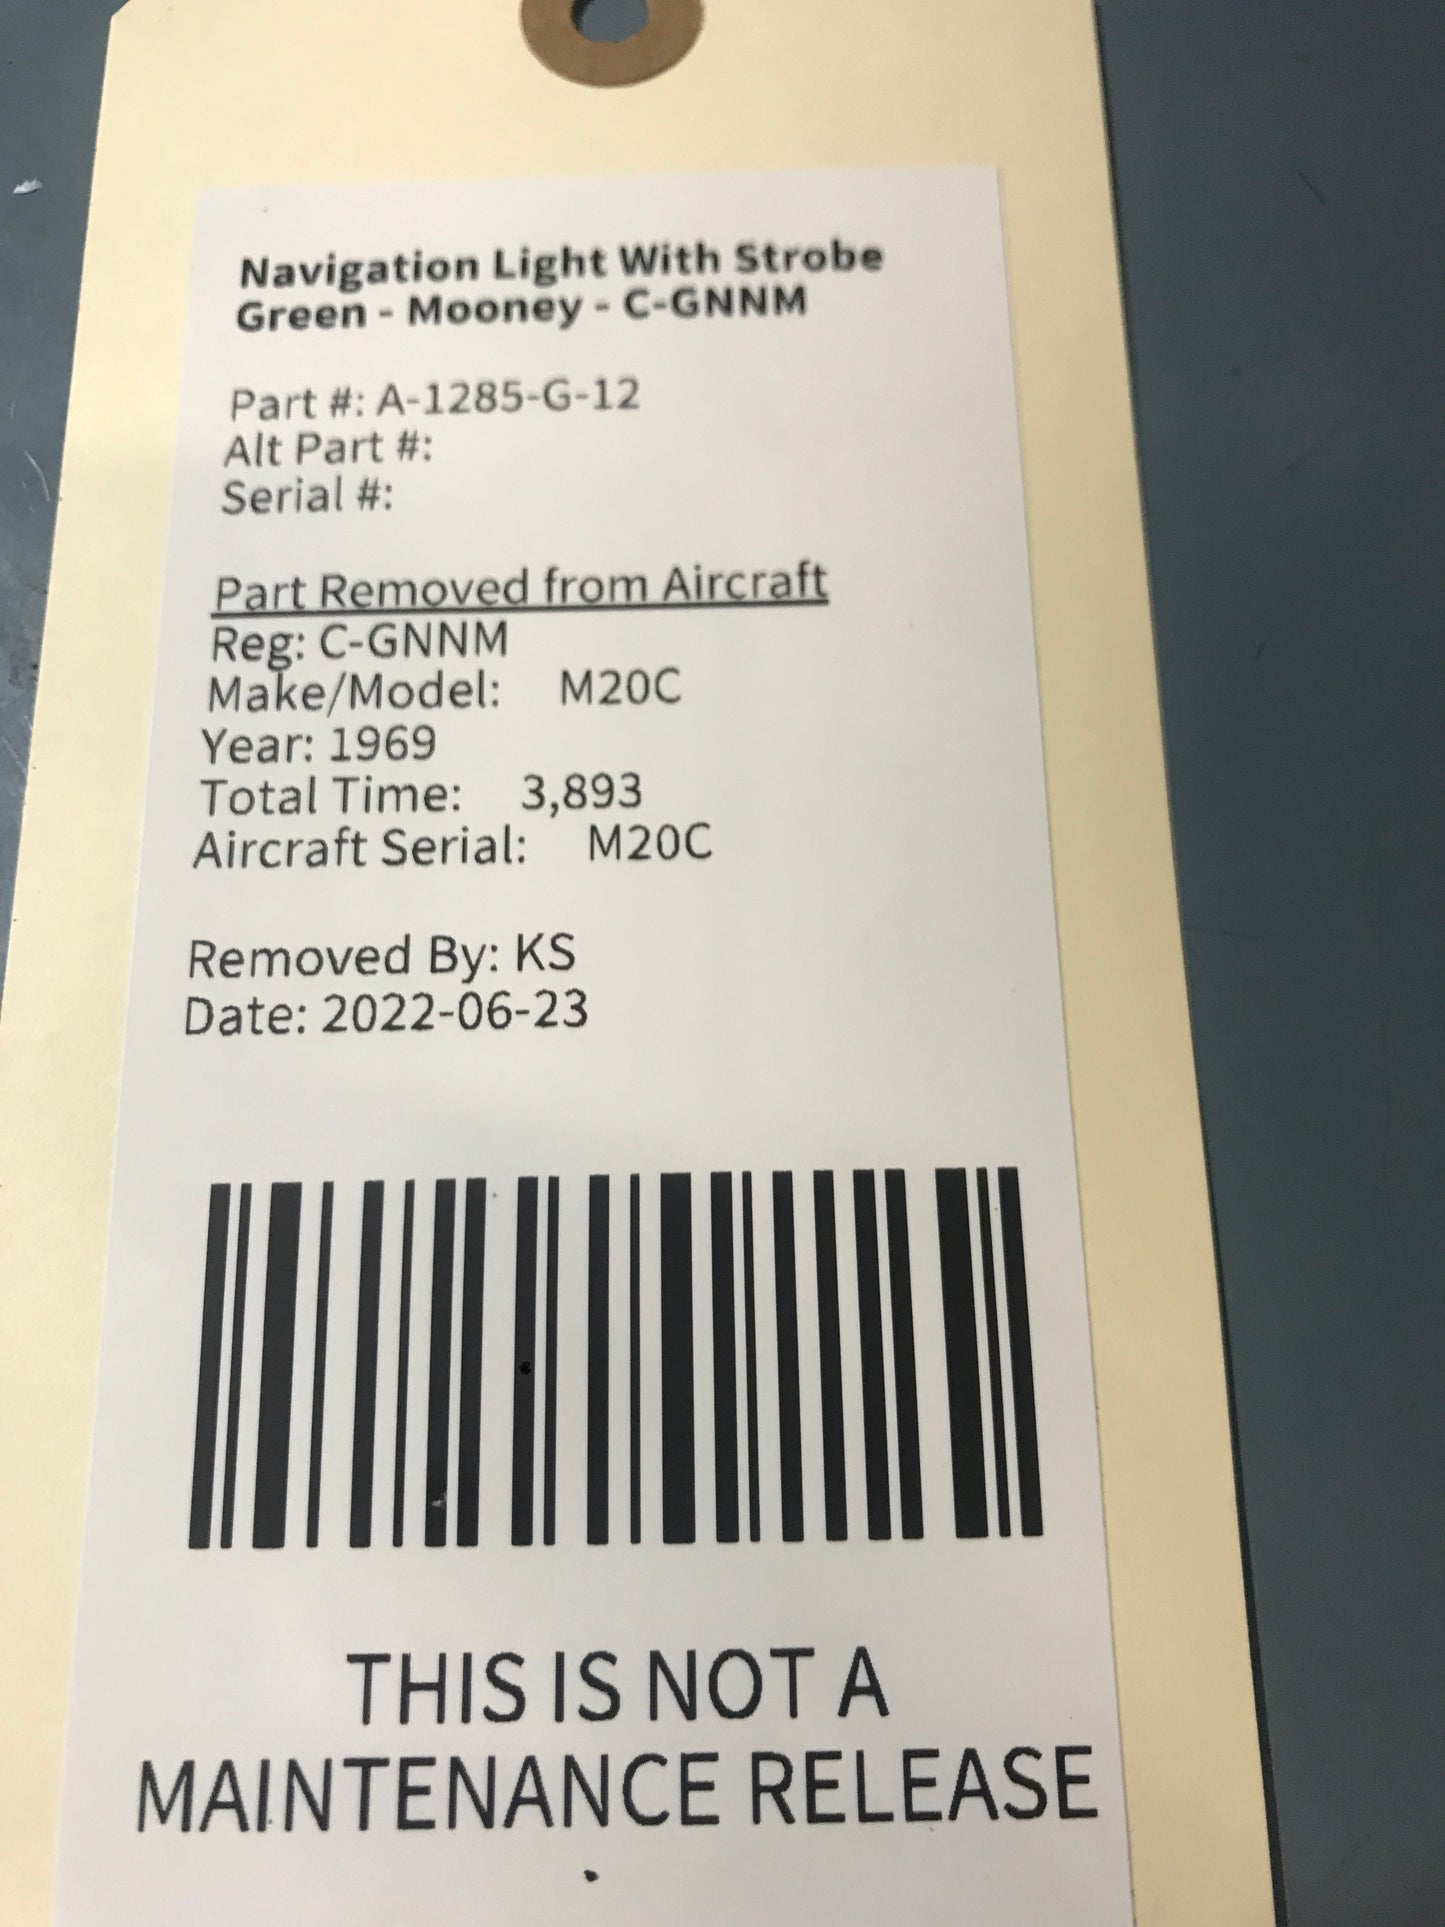 Navigation Light With Strobe
Green - Mooney - C-GNNM
Part #: A-1285-G-12
Alt Part #:
Serial #:
Part Removed from Aircraft
Reg: C-GNNM
Make/Model: M20C
Year: 1969
Total Time: 3,893
Aircraft Serial: M20C
Removed By: KS
Date: 2022-06-23
THIS IS NOT A
MAINTENANCE RELEASE